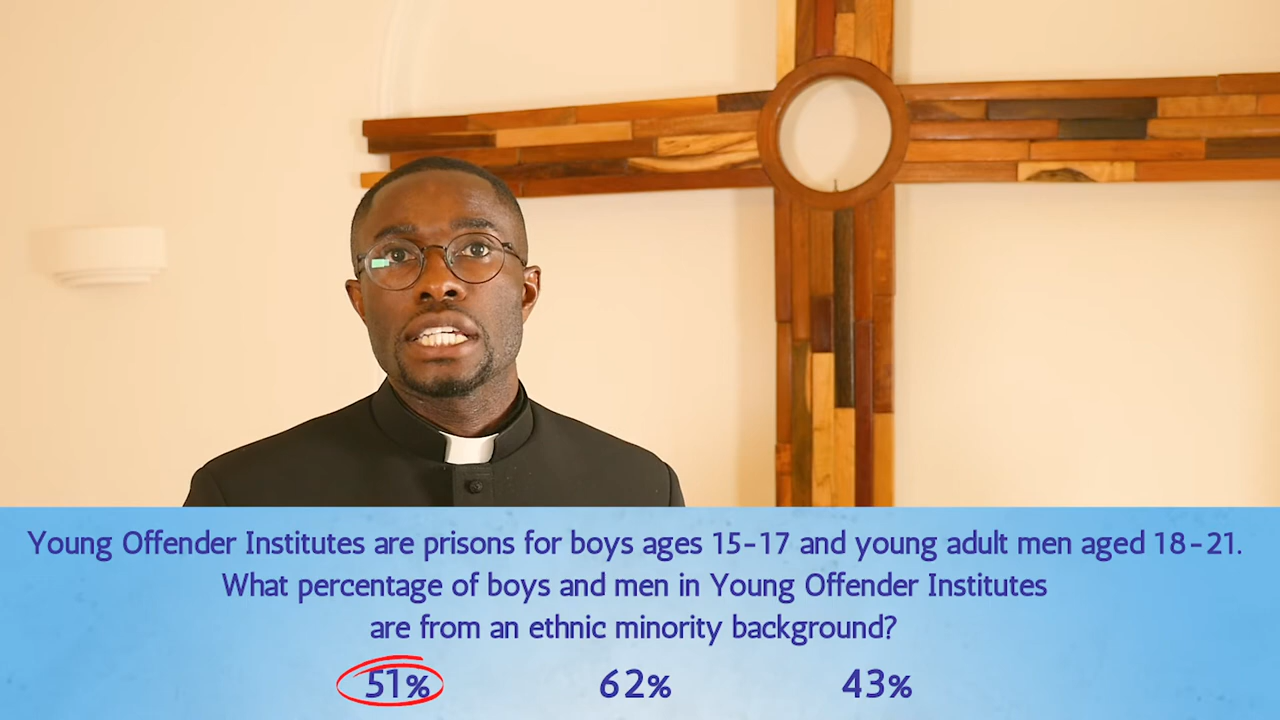 Young Offender Institutes are prisons for boys ages 15-17 and young adult men aged 18-21.
What percentage of boys and men in Young Offender Institutes
are from an ethnic minority background?
51% 62% 43%